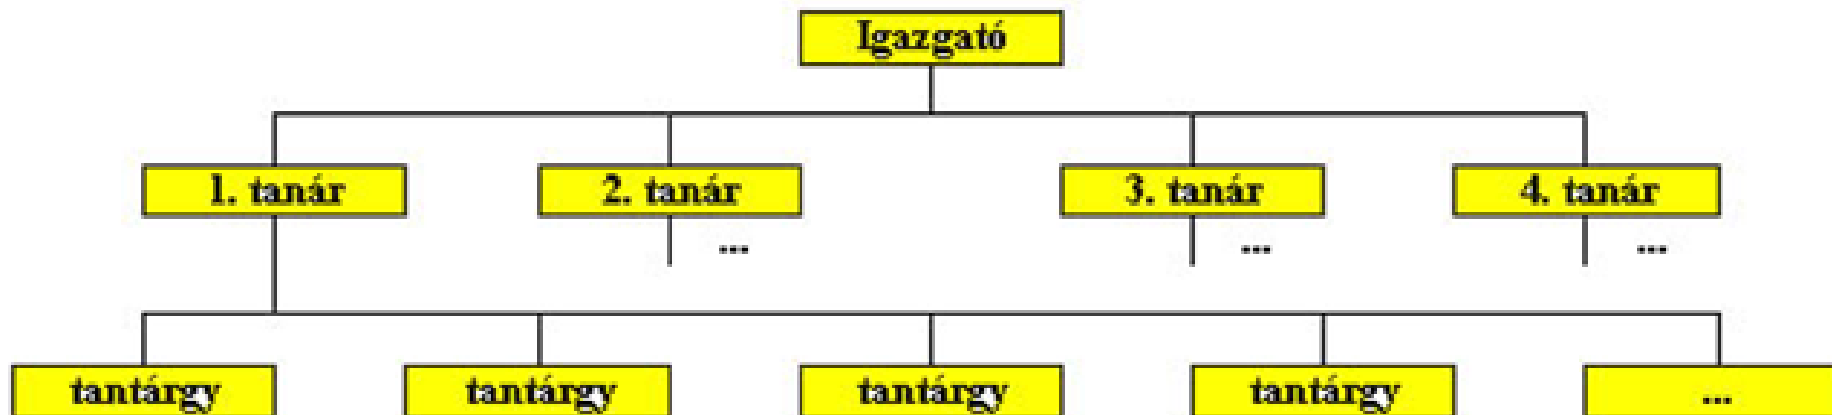 Igazgató
1. tanár 2. tanár 3. tanár 4. tanár
... ... ...
tantárgy tantárgy tantárgy tantárgy ...